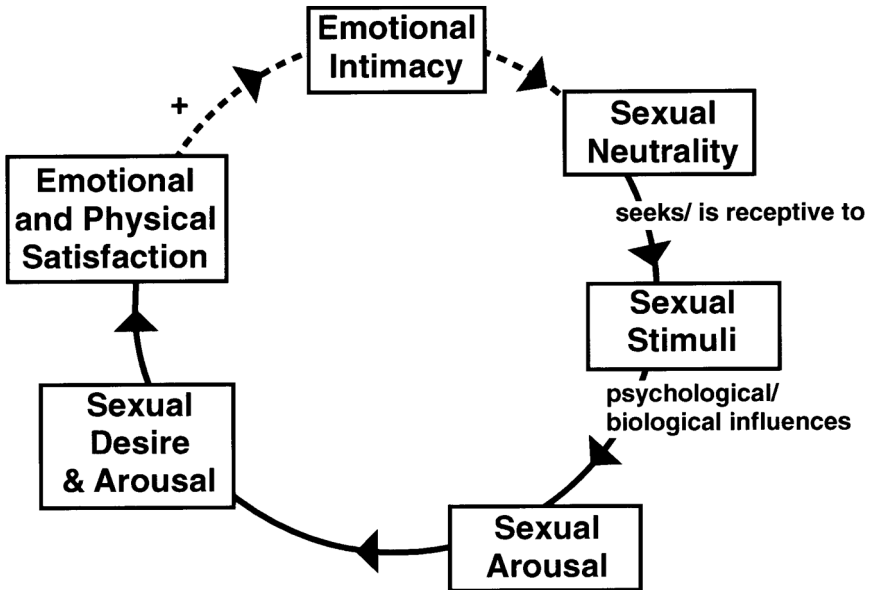 Emotional
Intimacy
+
Sexual
Neutrality
seeks/ is receptive to
Sexual
Stimuli
psychological/
biological influences
Sexual
Arousal
Sexual
Desire
& Arousal
Emotional
and Physical
Satisfaction